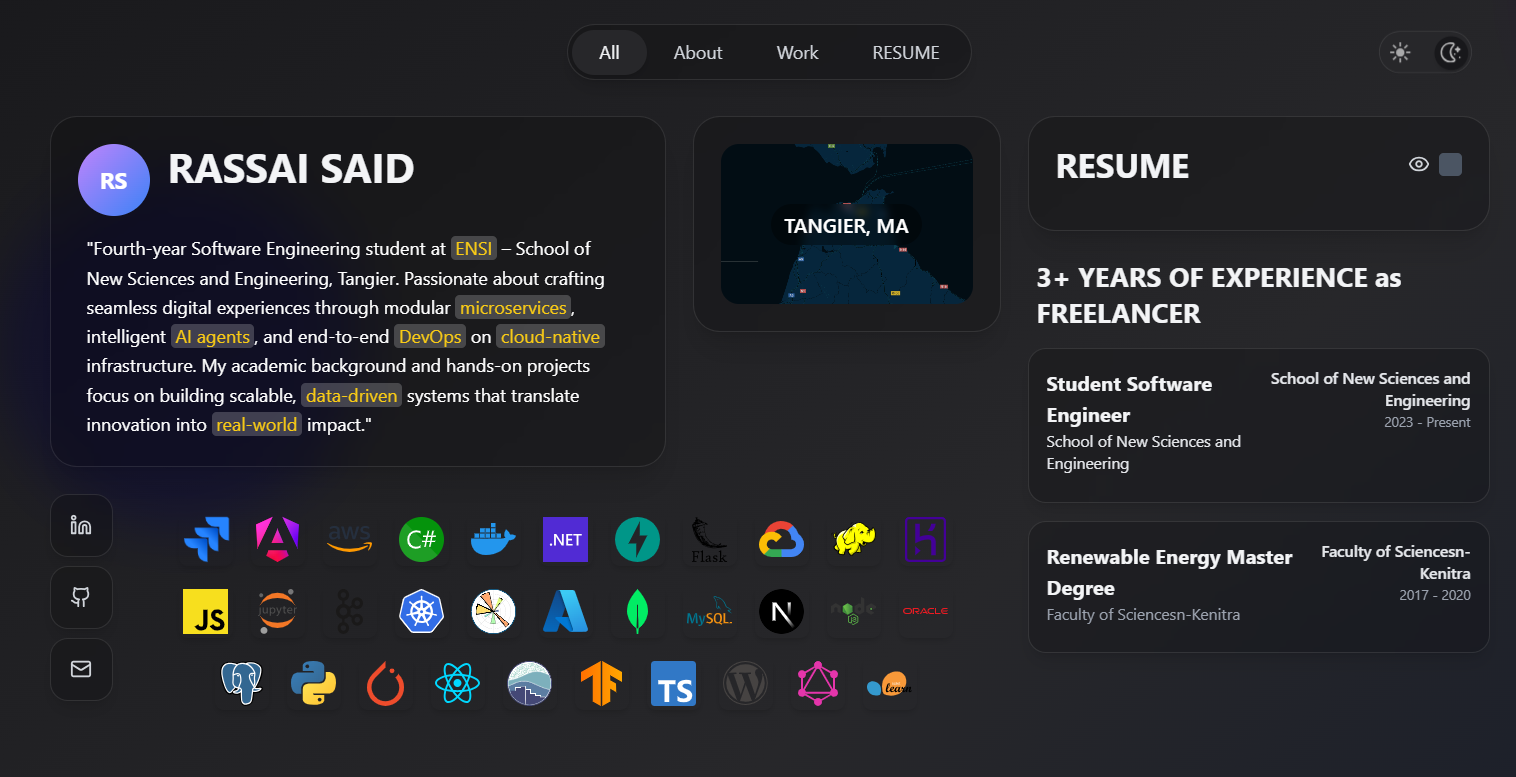 All
About
Work
RESUME
RS
RASSAI SAID
"Fourth-year Software Engineering student at ENSI – School of
New Sciences and Engineering, Tangier. Passionate about crafting
seamless digital experiences through modular microservices,
intelligent AI agents, and end-to-end DevOps on cloud-native
infrastructure. My academic background and hands-on projects
focus on building scalable, data-driven systems that translate
innovation into real-world impact."
TANGIER, MA
RESUME
3+ YEARS OF EXPERIENCE as
FREELANCER
Student Software
Engineer
School of New Sciences and
Engineering
School of New Sciences and
Engineering
2023 - Present
Renewable Energy Master
Degree
Faculty of Sciencesn-Kenitra
Faculty of Sciencesn-
Kenitra
2017 - 2020
in
aws
C#
.NET
Flask
JS
jupyter
MySQL
N
node
JS
ORACLE
TS
W
learn